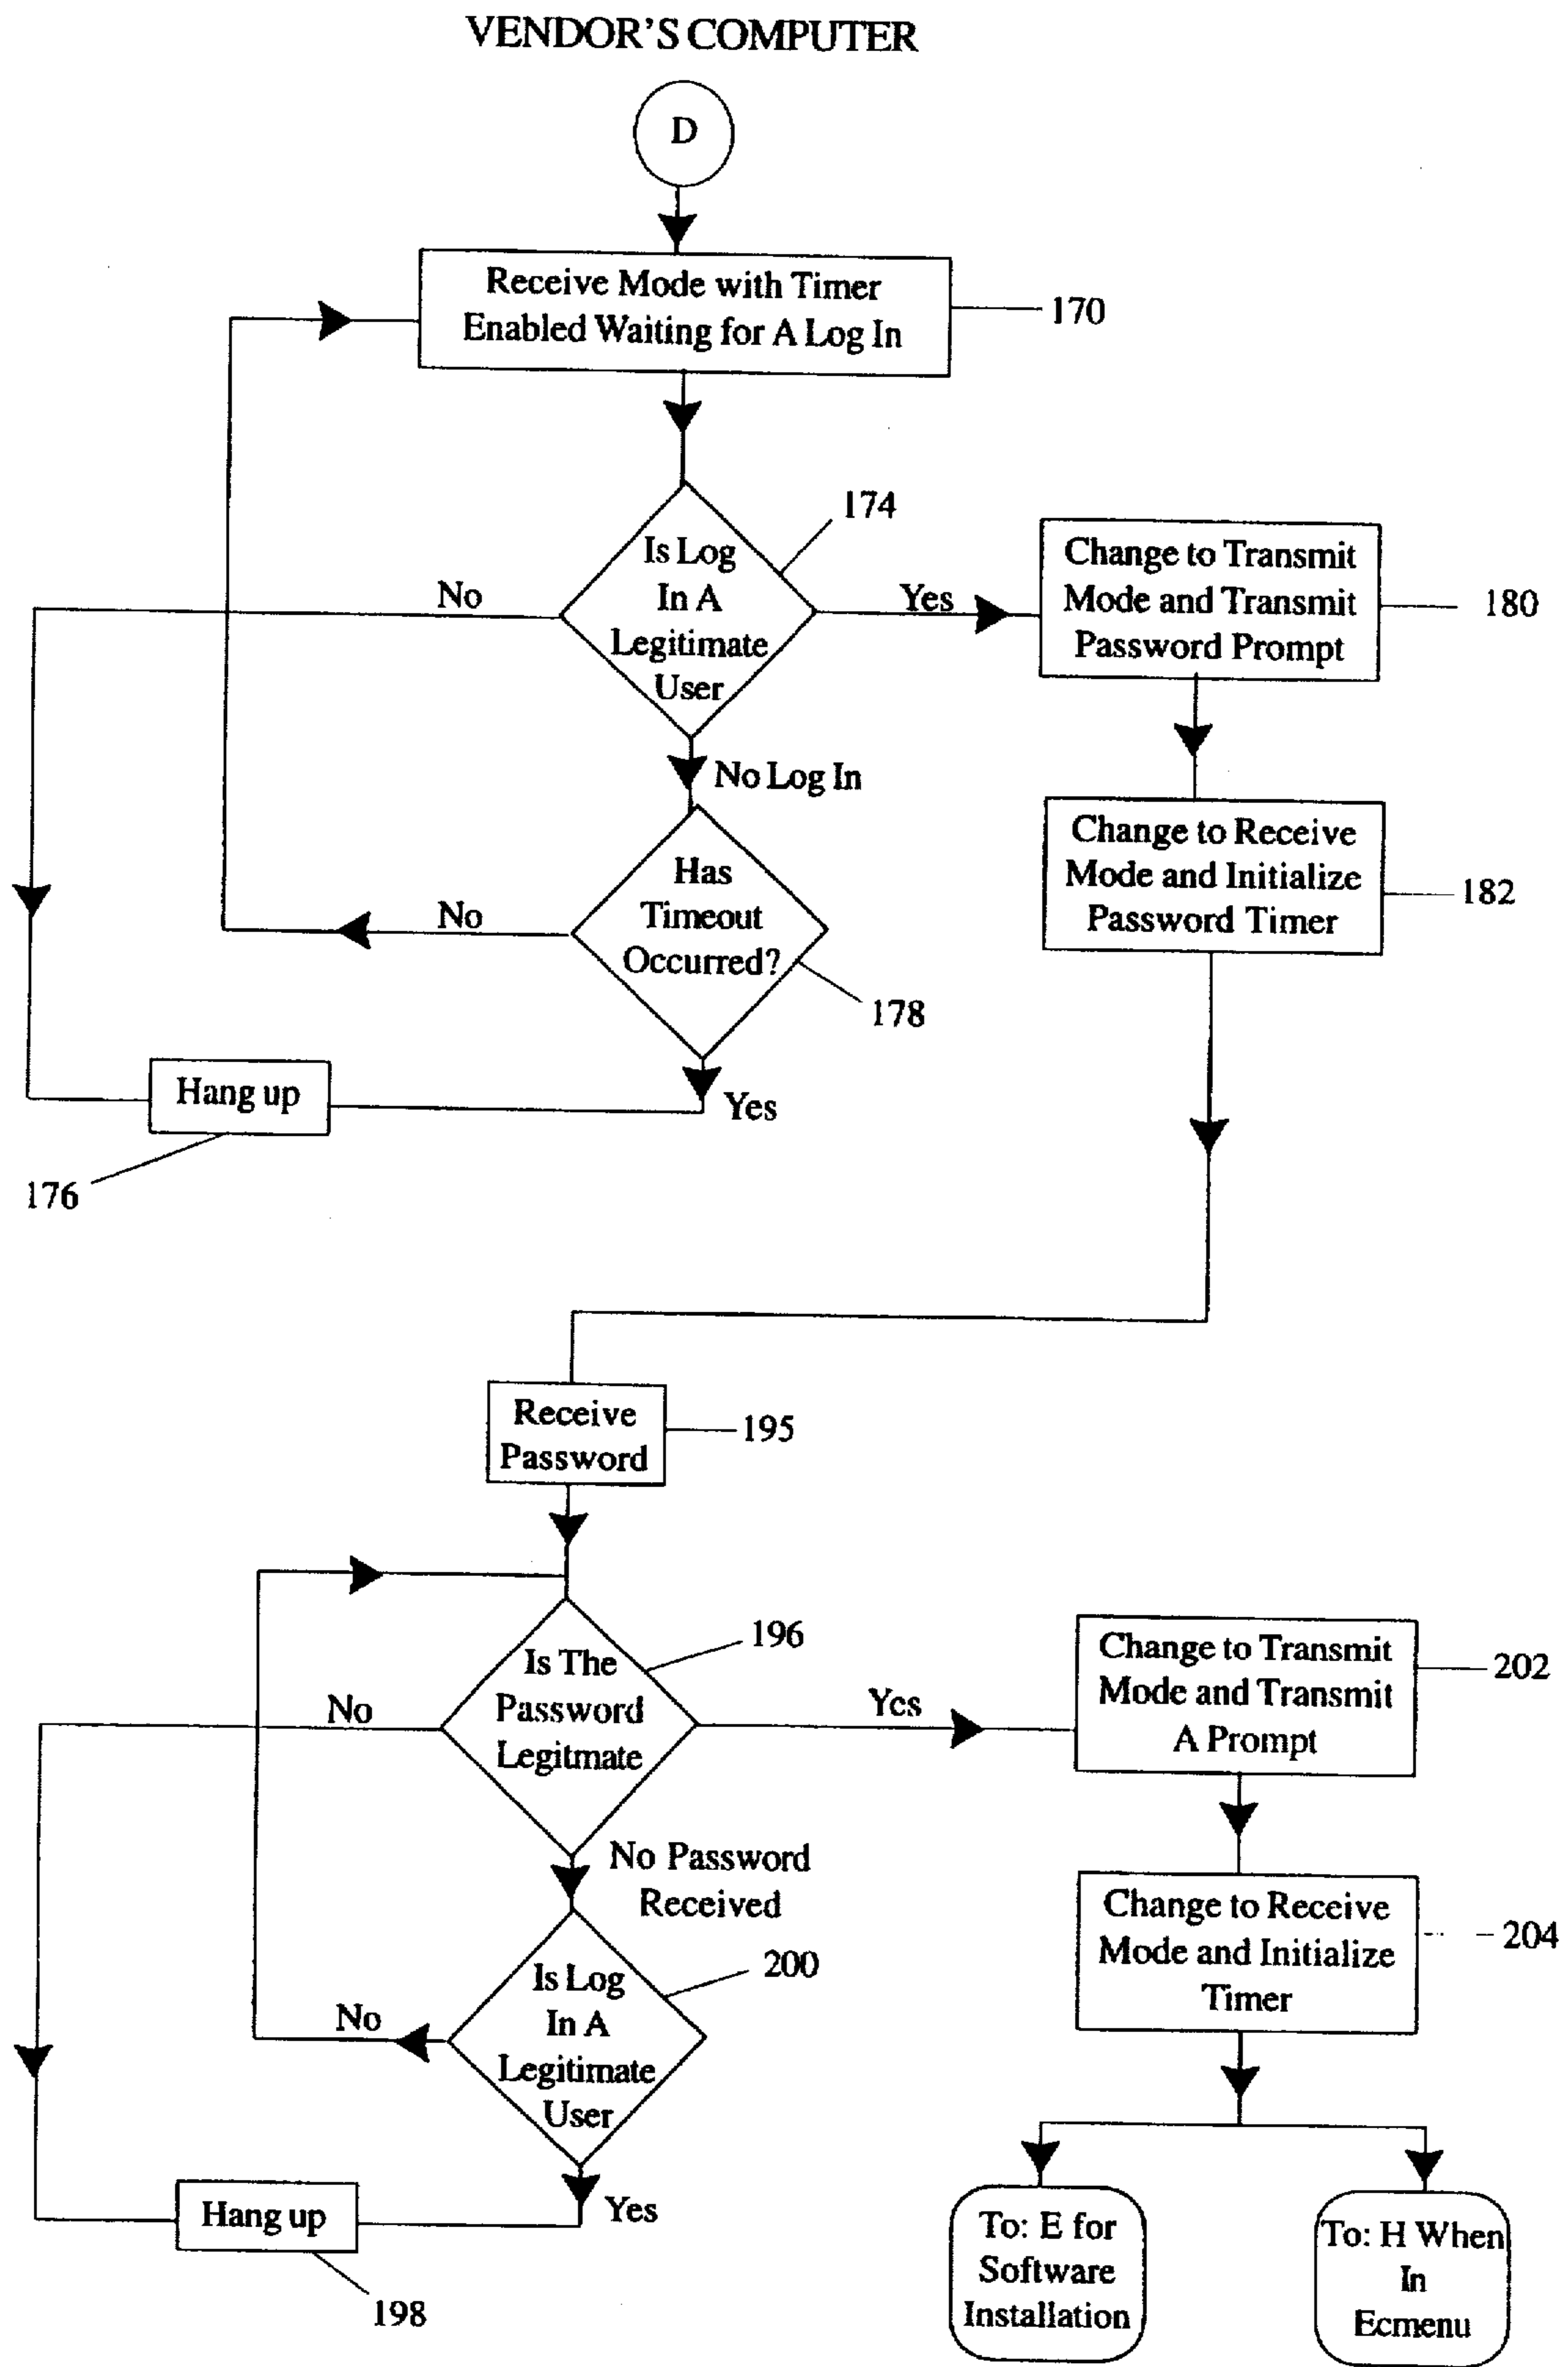 VENDOR'S COMPUTER
D
Receive Mode with Timer
Enabled Waiting for A Log In
170
174
Is Log
In A
Legitimate
User
No
Yes
Change to Transmit
Mode and Transmit
Password Prompt
180
No Log In
Change to Receive
Mode and Initialize
Password Timer
182
Has
Timeout
Occurred?
No
178
Yes
Hang up
176
Receive
Password
195
196
Is The
Password
Legitmate
No
Yes
Change to Transmit
Mode and Transmit
A Prompt
202
No Password
Received
Change to Receive
Mode and Initialize
Timer
204
200
Is Log
In A
Legitimate
User
No
Yes
Hang up
198
To: E for
Software
Installation
To: H When
In
Ecmenu